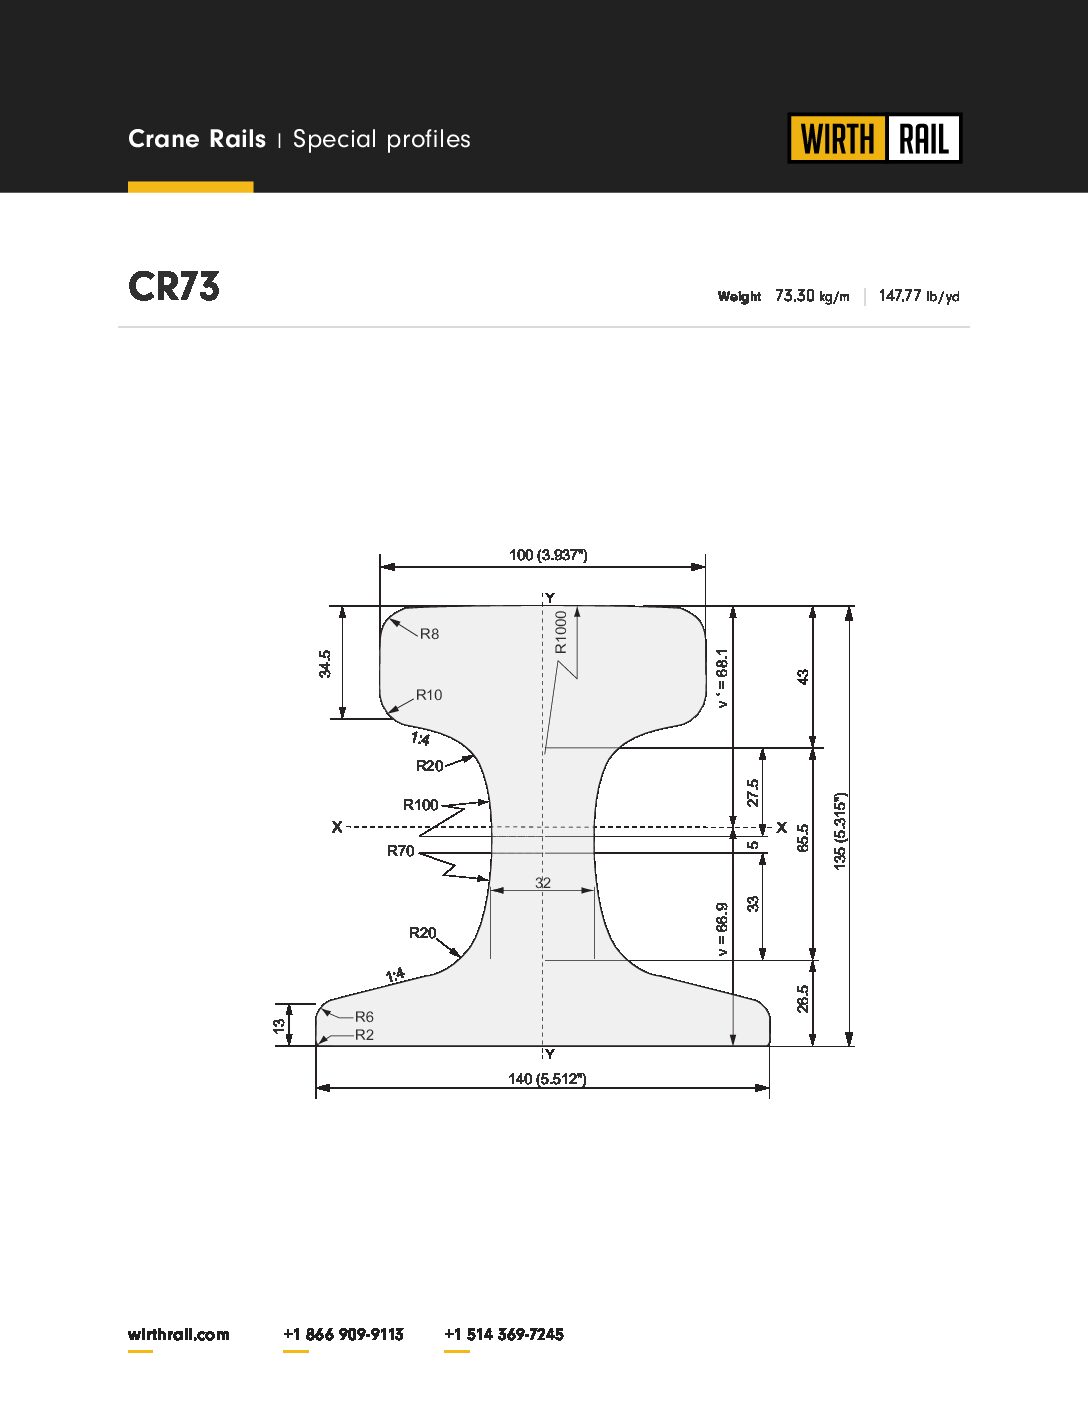 Crane Rails | Special profiles
WIRTH RAIL
CR73
Weight 73.30 kg/m | 147.77 lb/yd
100 (3.937")
Y
R1000
R8
34.5
R10
v ' = 68.1
43
1:4
R20
27.5
R100
X
X
135 (5.315")
65.5
5
R70
32
33
v = 66.9
R20
1:4
26.5
R6
13
R2
Y
140 (5.512")
wirthrail.com +1 866 909-9113 +1 514 369-7245